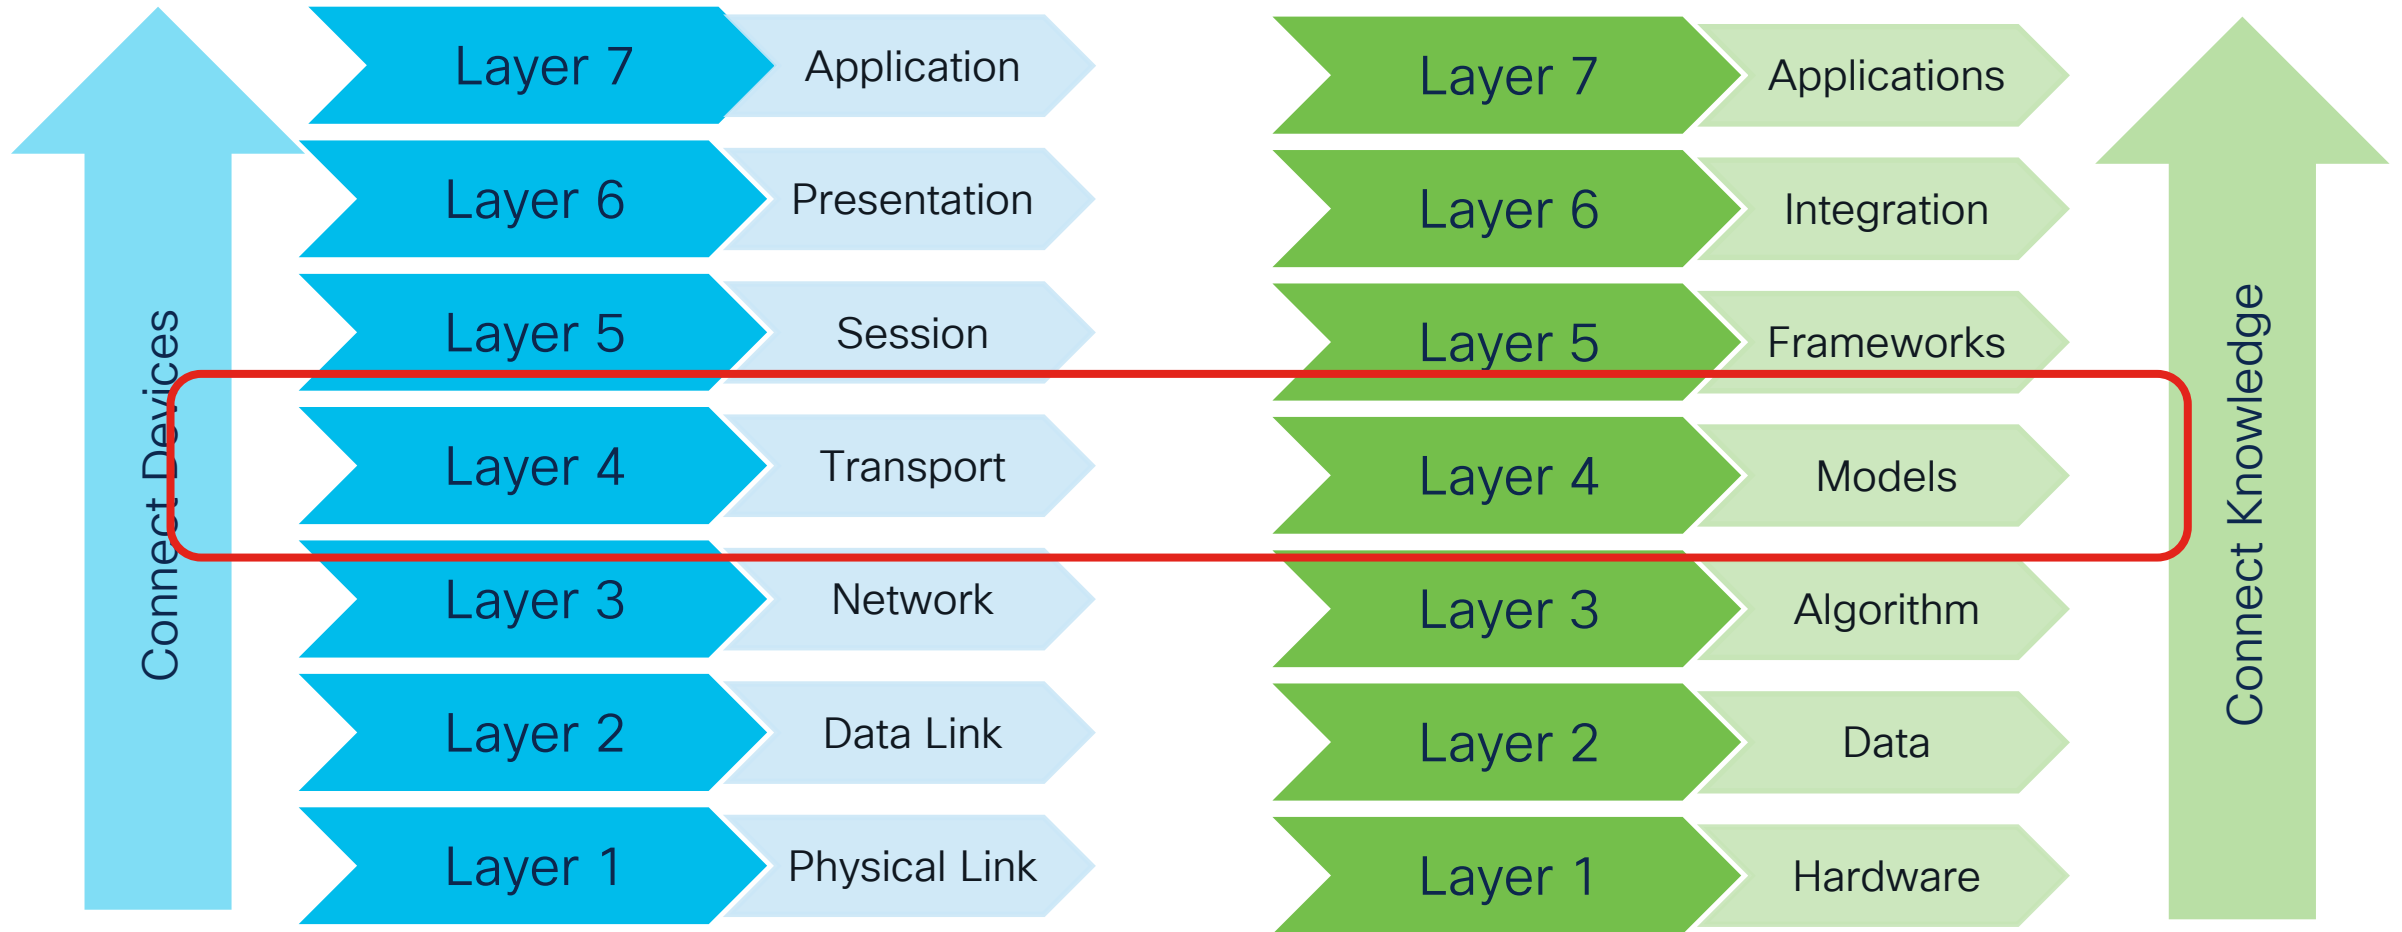 Connect Devices
Layer 7 Application
Layer 6 Presentation
Layer 5 Session
Layer 4 Transport
Layer 3 Network
Layer 2 Data Link
Layer 1 Physical Link
Layer 7 Applications
Layer 6 Integration
Layer 5 Frameworks
Layer 4 Models
Layer 3 Algorithm
Layer 2 Data
Layer 1 Hardware
Connect Knowledge